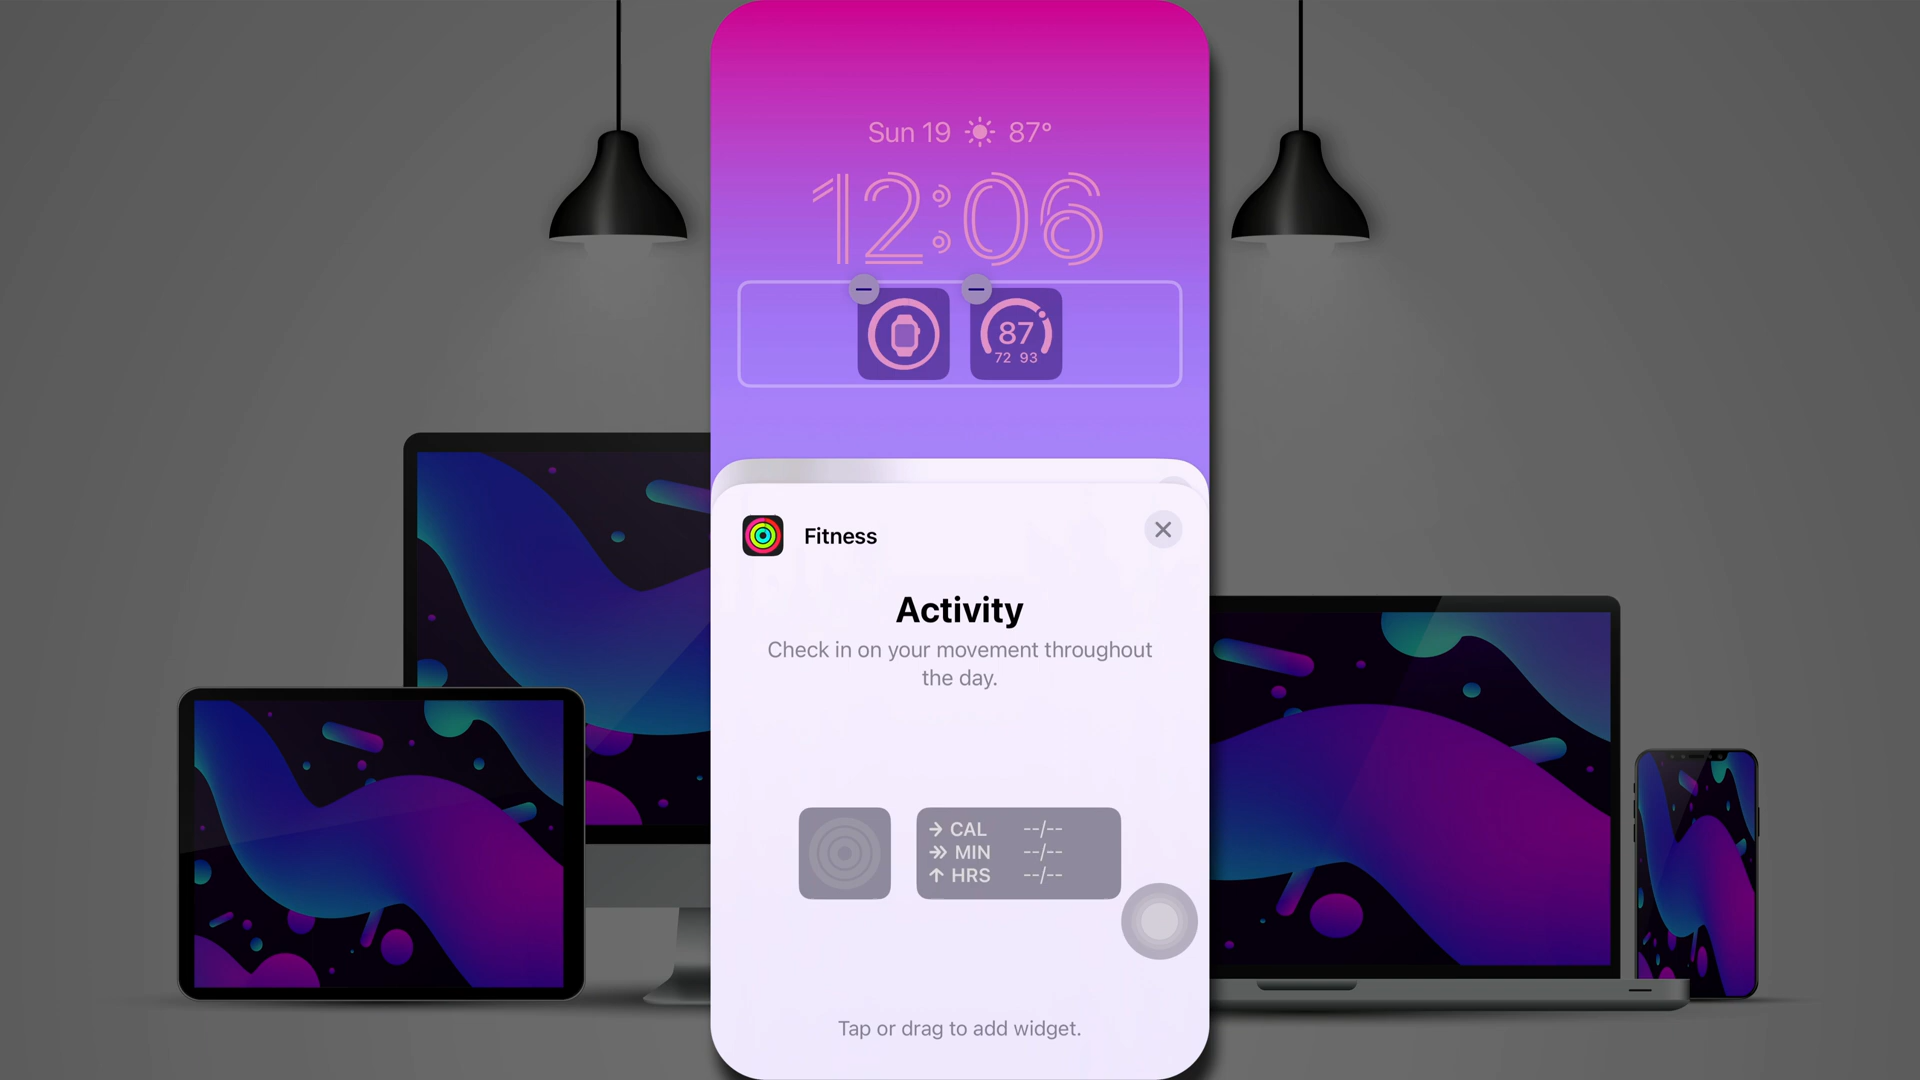 Sun 19 87°
12:06
87
72 93
Fitness
Activity
Check in on your movement throughout
the day.
CAL --/--
MIN --/--
HRS --/--
Tap or drag to add widget.